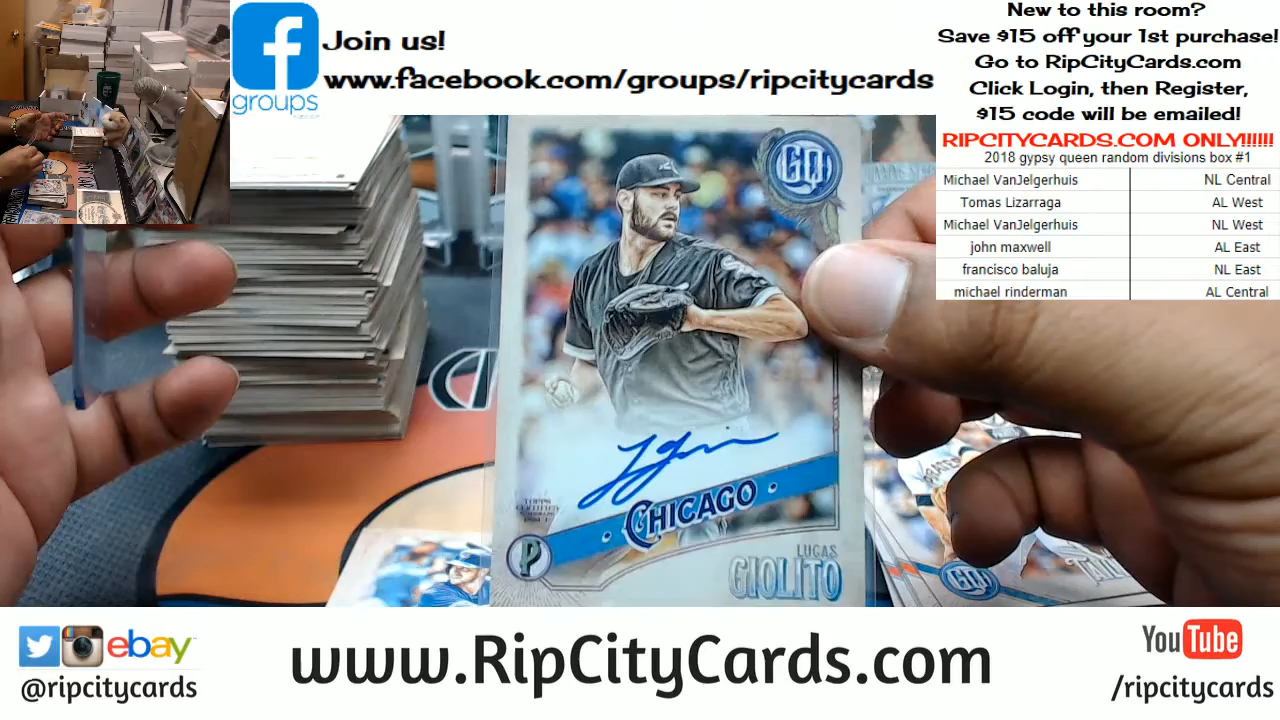 Join us!
www.facebook.com/groups/ripcitycards
groups
New to this room?
Save $15 off your 1st purchase!
Go to RipCityCards.com
Click Login, then Register,
$15 code will be emailed!
RIPCITYCARDS.COM ONLY!!!!!!
2018 gypsy queen random divisions box #1
Michael VanJelgerhuis NL Central
Tomas Lizarraga AL West
Michael VanJelgerhuis NL West
john maxwell AL East
francisco baluja NL East
michael rinderman AL Central
GQ
CHICAGO
P
LUCAS
GIOLITO
GQ
ebay
@ripcitycards
www.RipCityCards.com
YouTube
/ripcitycards